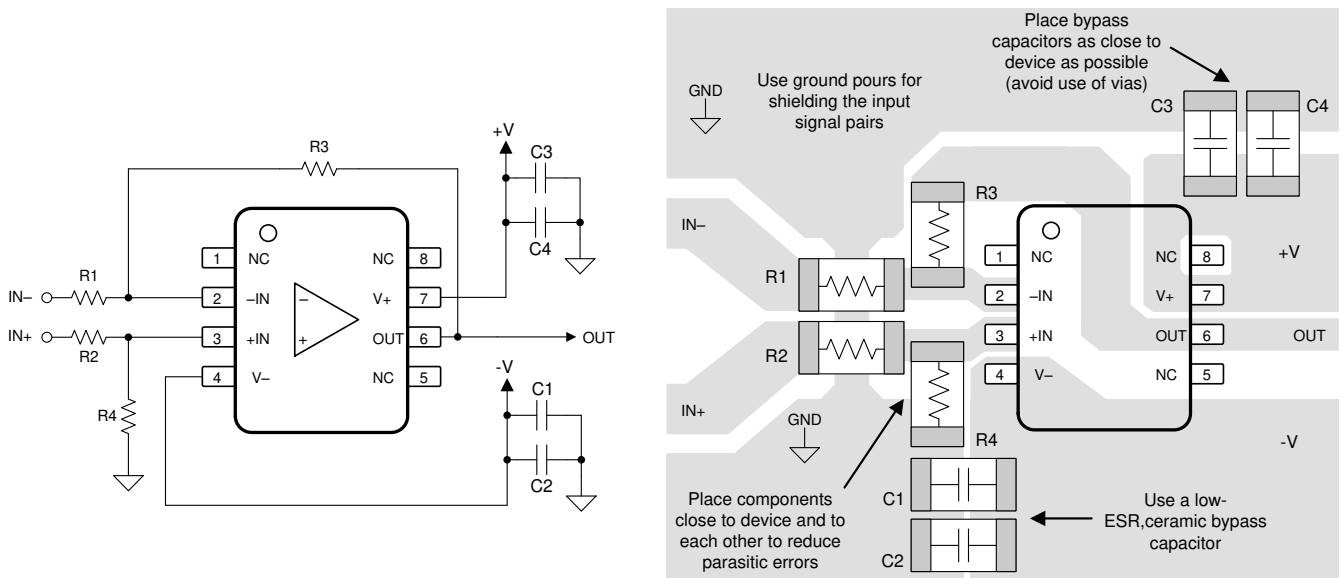 +V
R3
C3
C4
1
NC
NC
8
R1
IN–
2
–IN
V+
7
IN+
3
+IN
OUT
6
OUT
R2
4
V–
NC
5
-V
C1
R4
C2
–
+
Place bypass
capacitors as close to
device as possible
(avoid use of vias)
Use ground pours for
shielding the input
signal pairs
GND
C3
C4
R3
IN–
1
NC
NC
8
+V
R1
2
–IN
V+
7
3
+IN
OUT
6
OUT
R2
4
V–
NC
5
IN+
GND
R4
-V
Place components
close to device and to
each other to reduce
parasitic errors
C1
C2
Use a low-
ESR,ceramic bypass
capacitor